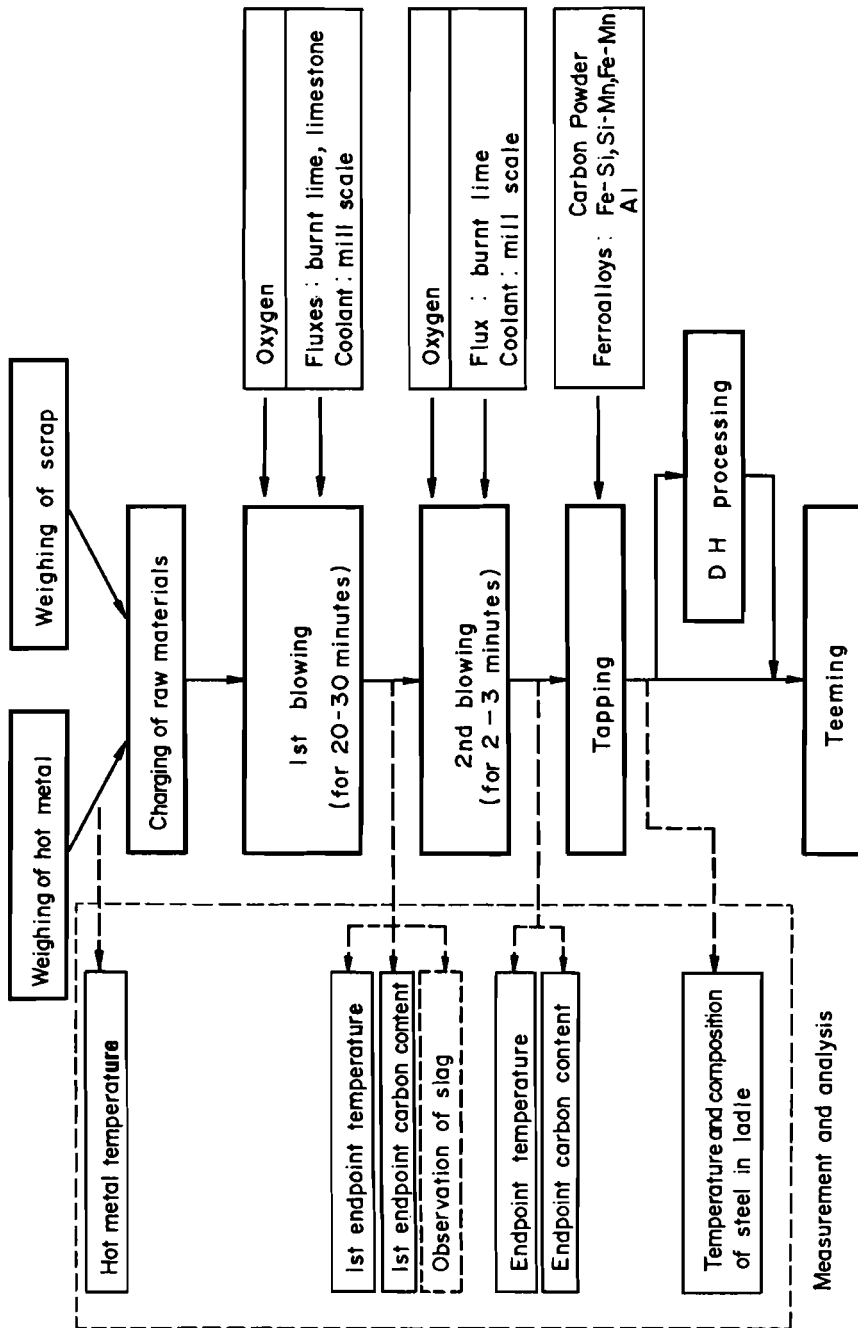 Weighing of hot metal
Weighing of scrap
Charging of raw materials
1st blowing
(for 20-30 minutes)
2nd blowing
(for 2-3 minutes)
Tapping
DH processing
Teeming
Oxygen
Fluxes: burnt lime, limestone
Coolant: mill scale
Oxygen
Flux : burnt lime
Coolant: mill scale
Carbon Powder
Ferroalloys: Fe-Si,Si-Mn,Fe-Mn
Al
Hot metal temperature
1st endpoint temperature
1st endpoint carbon content
Observation of slag
Endpoint temperature
Endpoint carbon content
Temperature and composition
of steel in ladle
Measurement and analysis